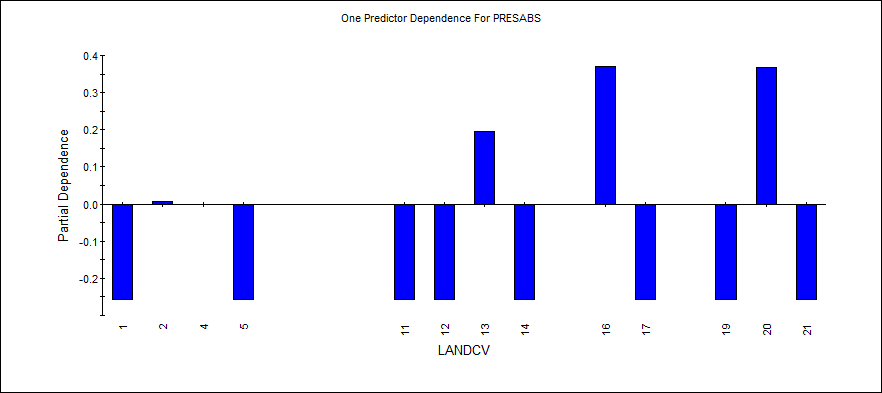 One Predictor Dependence For PRESABS
Partial Dependence
0.4
0.3
0.2
0.1
0.0
-0.1
-0.2
1 2 4 5 11 12 13 14 16 17 19 20 21
LANDCV